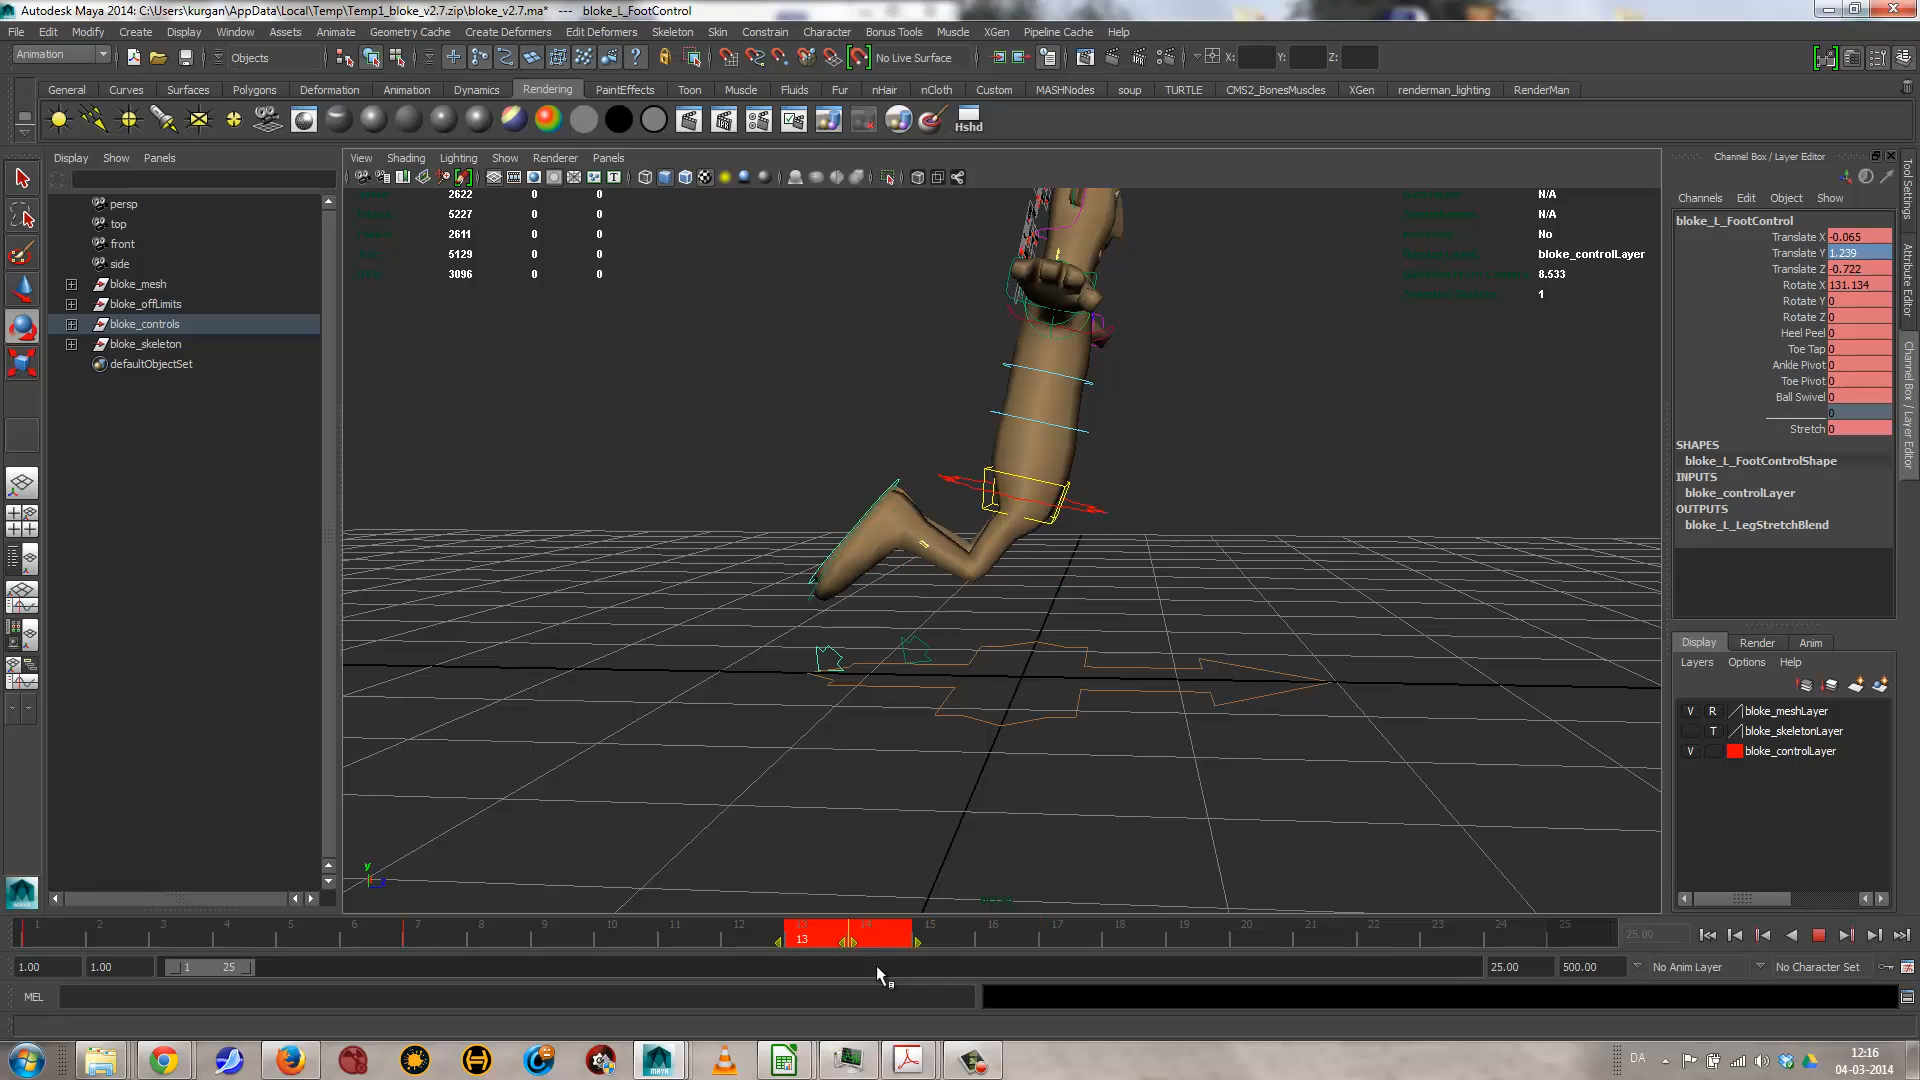 Autodesk Maya 2014: C:\Users\kurgan\AppData\Local\Temp\Temp1_bloke_v2.7.zip\bloke_v2.7.ma* --- bloke_L_FootControl
File Edit Modify Create Display Window Assets Animate Geometry Cache Create Deformers Edit Deformers Skeleton Skin Constrain Character Bonus Tools Muscle XGen Pipeline Cache Help
Animation Objects No Live Surface X: Y: Z:
General Curves Surfaces Polygons Deformation Animation Dynamics Rendering PaintEffects Toon Muscle Fluids Fur nHair nCloth Custom MASHNodes soup TURTLE CMS2_BonesMuscles XGen renderman_lighting RenderMan
Hshd
Display Show Panels
View Shading Lighting Show Renderer Panels
Channel Box / Layer Editor
persp
top
front
side
bloke_mesh
bloke_offLimits
bloke_controls
bloke_skeleton
defaultObjectSet
2622 0 0
5227 0 0
2611 0 0
5129 0 0
3096 0 0
N/A
N/A
No
bloke_controlLayer
8.533
1
Channels Edit Object Show
bloke_L_FootControl
Translate X -0.065
Translate Y 1.239
Translate Z -0.722
Rotate X 131.134
Rotate Y 0
Rotate Z 0
Heel Peel 0
Toe Tap 0
Ankle Pivot 0
Toe Pivot 0
Ball Swivel 0
0
Stretch 0
SHAPES
bloke_L_FootControlShape
INPUTS
bloke_controlLayer
OUTPUTS
bloke_L_LegStretchBlend
Tool Settings
Attribute Editor
Channel Box / Layer Editor
Display Render Anim
Layers Options Help
V R bloke_meshLayer
T bloke_skeletonLayer
V bloke_controlLayer
y
1 2 3 4 5 6 7 8 9 10 11 12 13 14 15 16 17 18 19 20 21 22 23 24 25
13
25.00
1.00 1.00 1 25 25.00 500.00 No Anim Layer No Character Set
MEL
DA
12:16
04-03-2014